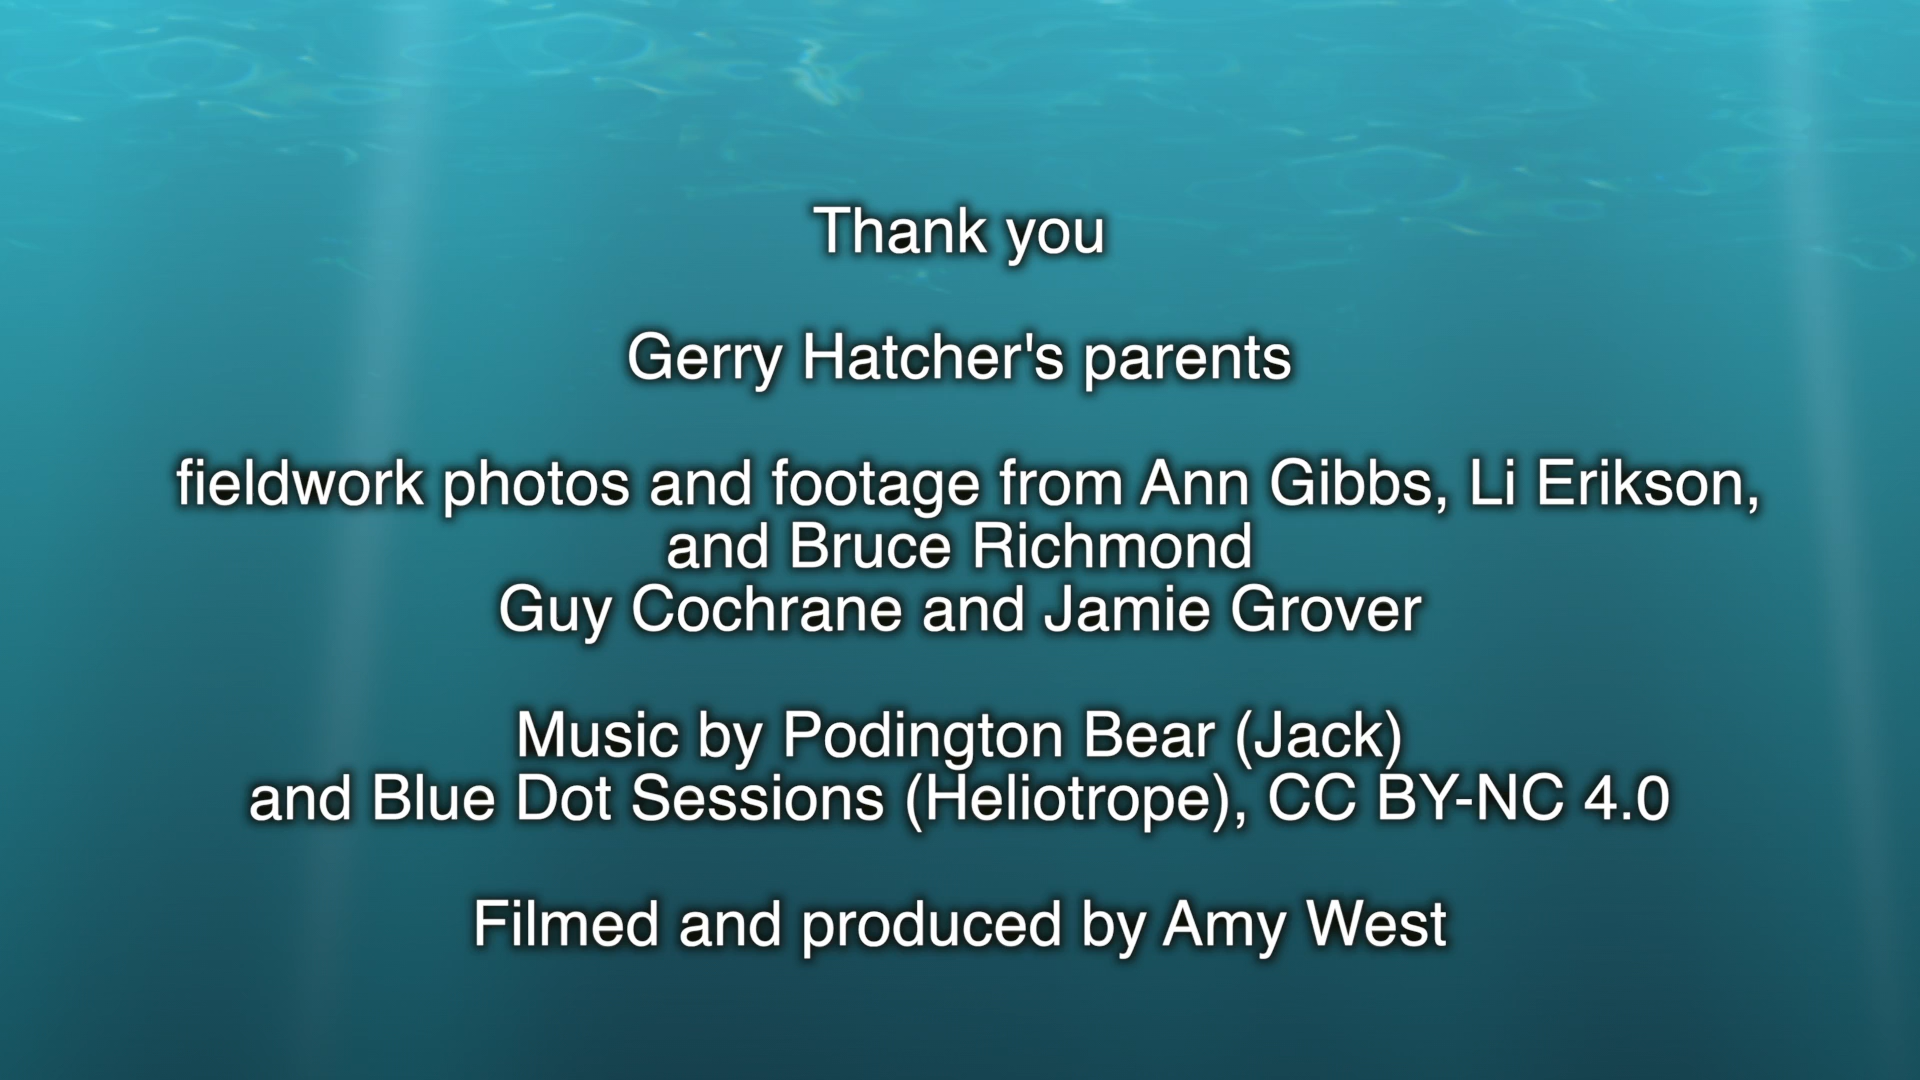 Thank you
Gerry Hatcher's parents
fieldwork photos and footage from Ann Gibbs, Li Erikson,
and Bruce Richmond
Guy Cochrane and Jamie Grover
Music by Podington Bear (Jack)
and Blue Dot Sessions (Heliotrope), CC BY-NC 4.0
Filmed and produced by Amy West